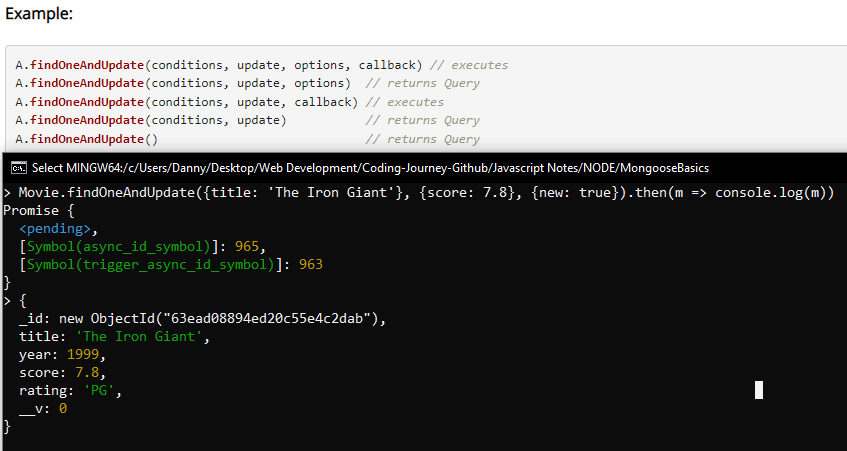 Example:
A.findOneAndUpdate(conditions, update, options, callback) // executes
A.findOneAndUpdate(conditions, update, options)  // returns Query
A.findOneAndUpdate(conditions, update, callback) // executes
A.findOneAndUpdate(conditions, update)           // returns Query
A.findOneAndUpdate()                             // returns Query
Select MINGW64:/c/Users/Danny/Desktop/Web Development/Coding-Journey-Github/Javascript Notes/NODE/MongooseBasics
> Movie.findOneAndUpdate({title: 'The Iron Giant'}, {score: 7.8}, {new: true}).then(m => console.log(m))
Promise {
  <pending>,
  [Symbol(async_id_symbol)]: 965,
  [Symbol(trigger_async_id_symbol)]: 963
}
> {
  _id: new ObjectId("63ead08894ed20c55e4c2dab"),
  title: 'The Iron Giant',
  year: 1999,
  score: 7.8,
  rating: 'PG',
  __v: 0
}